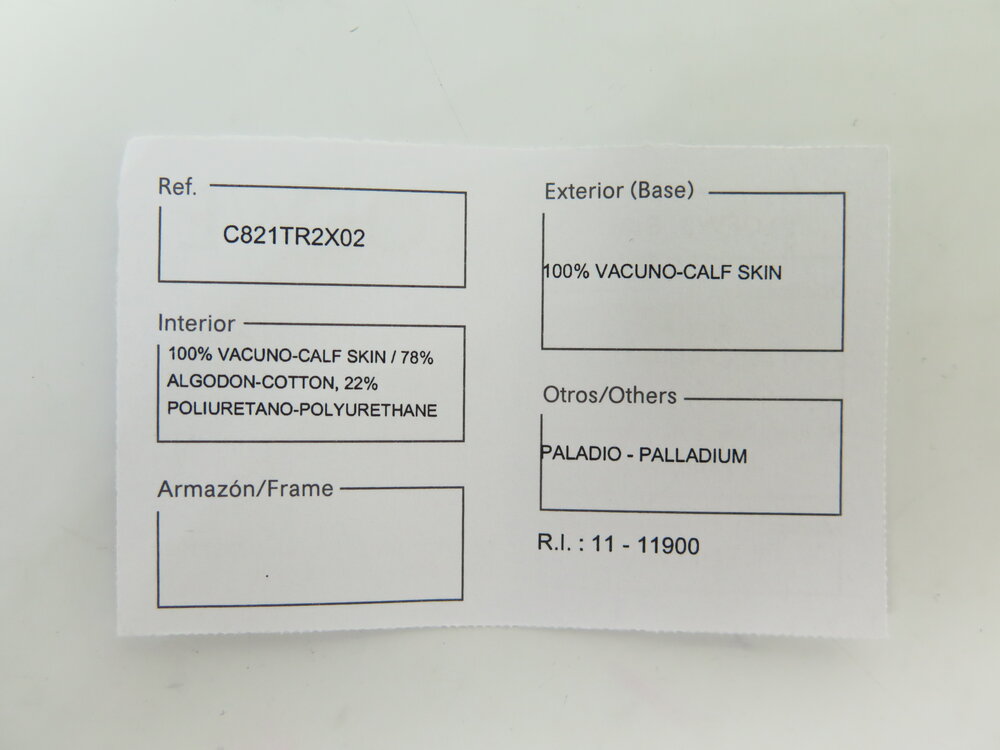 Ref.
C821TR2X02
Interior
100% VACUNO-CALF SKIN / 78%
ALGODON-COTTON, 22%
POLIURETANO-POLYURETHANE
Armazón/Frame
Exterior (Base)
100% VACUNO-CALF SKIN
Otros/Others
PALADIO - PALLADIUM
R.I. : 11 - 11900